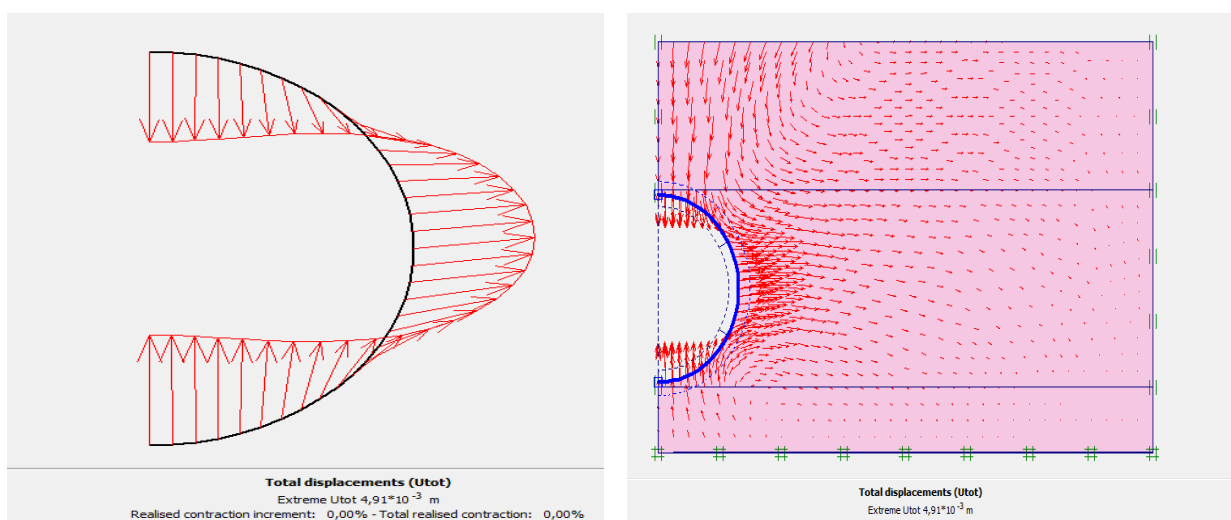 Total displacements (Utot)
Extreme Utot 4,91*10 -3 m
Realised contraction increment: 0,00% - Total realised contraction: 0,00%
Total displacements (Utot)
Extreme Utot 4,91*10 -3 m